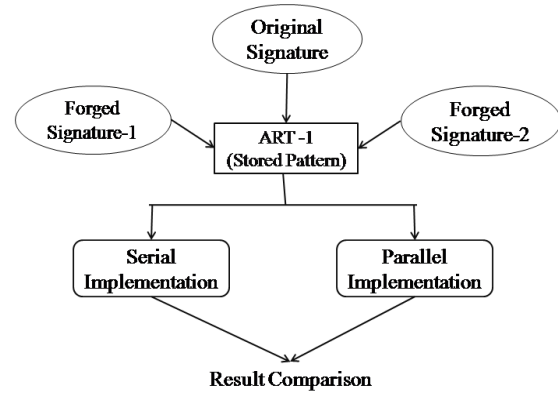 Original
Signature
Forged
Signature-1
Forged
Signature-2
ART -1
(Stored Pattern)
Serial
Implementation
Parallel
Implementation
Result Comparison